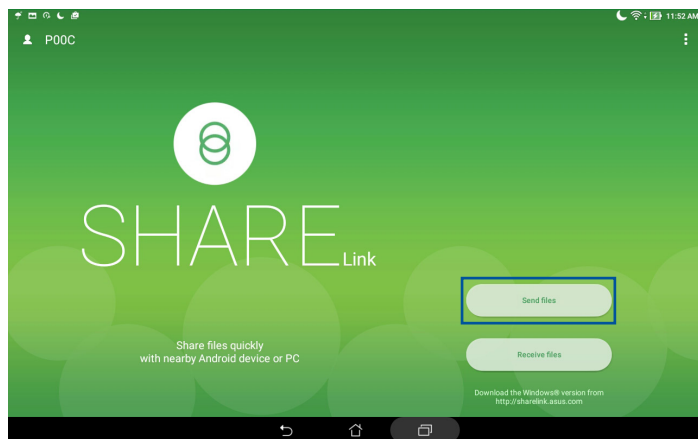 11:52 AM
P00C
SHARE Link
Send files
Share files quickly
with nearby Android device or PC
Receive files
Download the Windows® version from
http://sharelink.asus.com